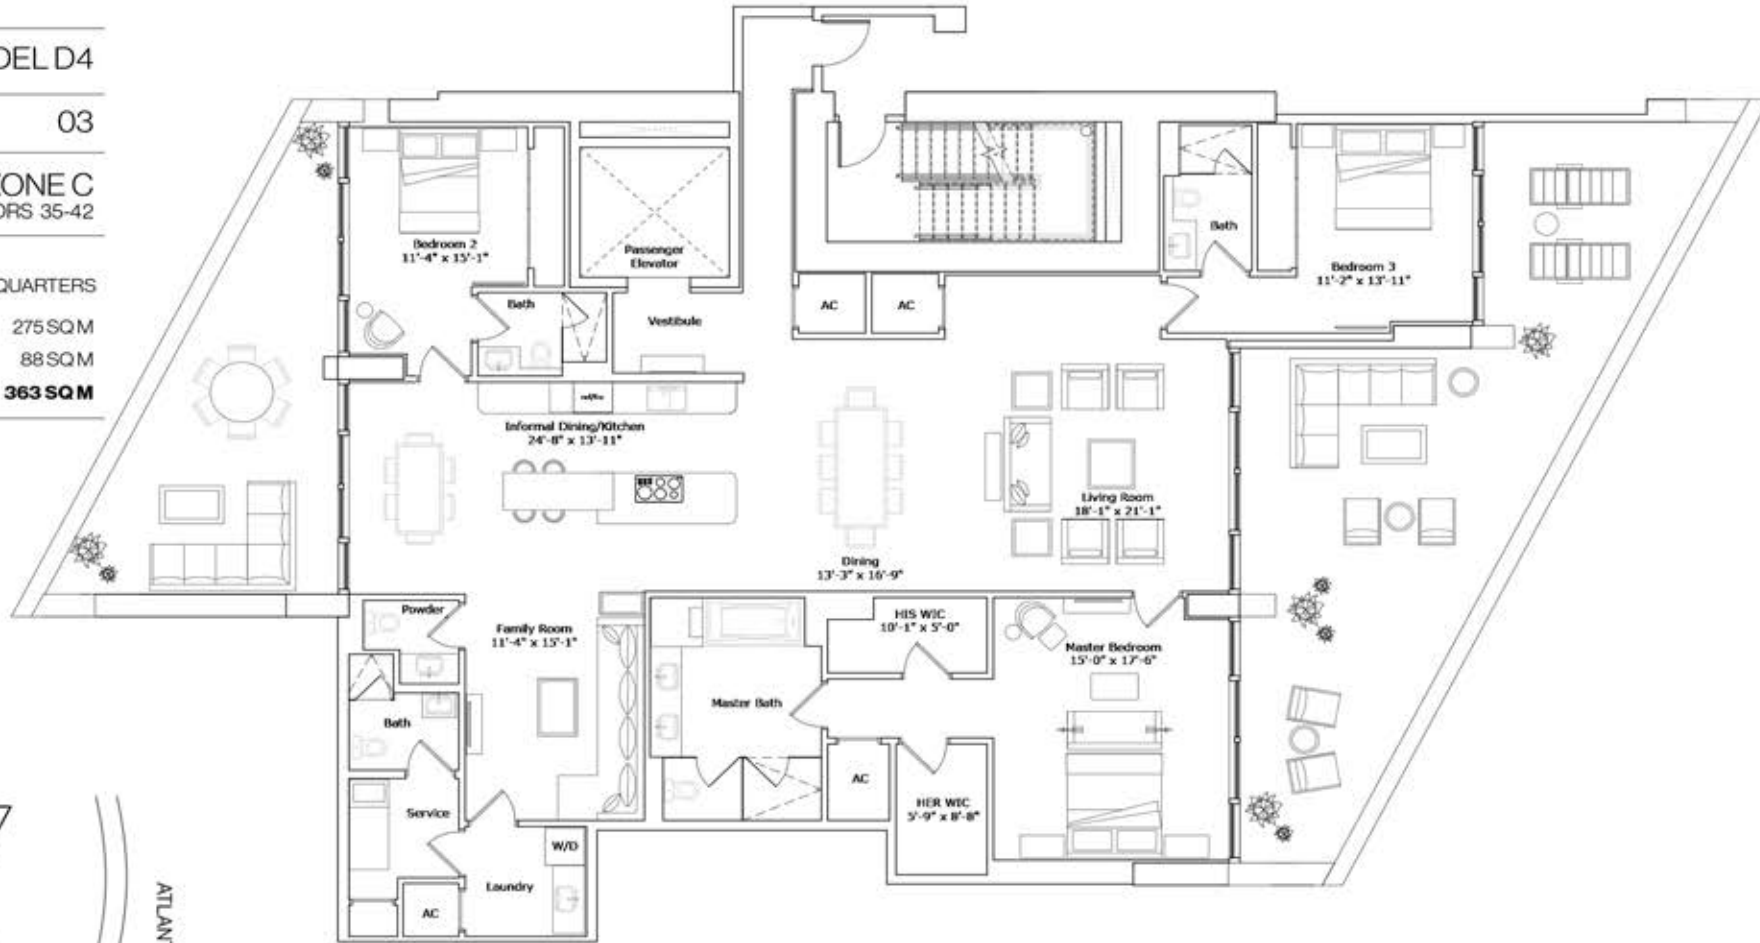 DEL D4
03
ZONE C
ORS 35-42
QUARTERS
275 SQ M
88 SQ M
363 SQ M
7
ATLANT
Bedroom 2
11'-4" x 15'-1"
Passenger
Elevator
Bath
Vestibule
AC
AC
Bath
Bedroom 3
11'-2" x 13'-11"
Informal Dining/Kitchen
24'-8" x 13'-11"
Living Room
18'-1" x 21'-1"
Dining
13'-3" x 16'-9"
Powder
Family Room
11'-4" x 15'-1"
HIS WIC
10'-1" x 5'-0"
Master Bedroom
15'-0" x 17'-6"
Master Bath
Bath
AC
HER WIC
5'-9" x 8'-8"
Service
W/D
Laundry
AC